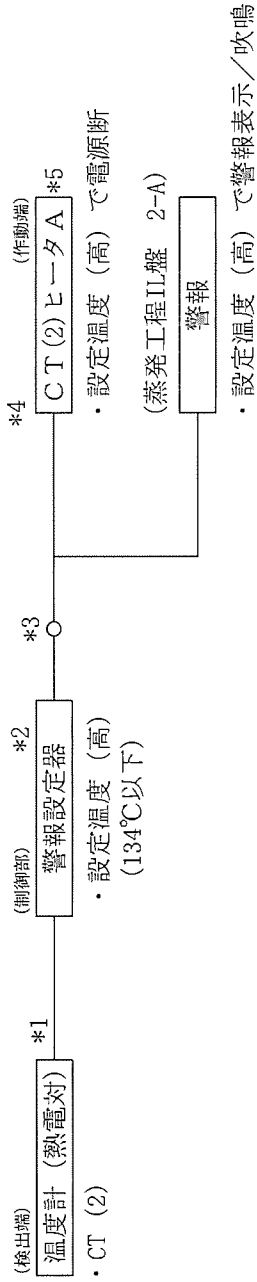 (検出端)
温度計 (熱電対)
*1
・CT (2)
(制御部)
*2
警報設定器
・設定温度 (高)
(134℃以下)
*3
*4
(作動端)
CT(2)ヒータA
*5
・設定温度 (高) で電源断
(蒸発工程IL盤 2-A)
警報
・設定温度 (高) で警報表示/吹鳴